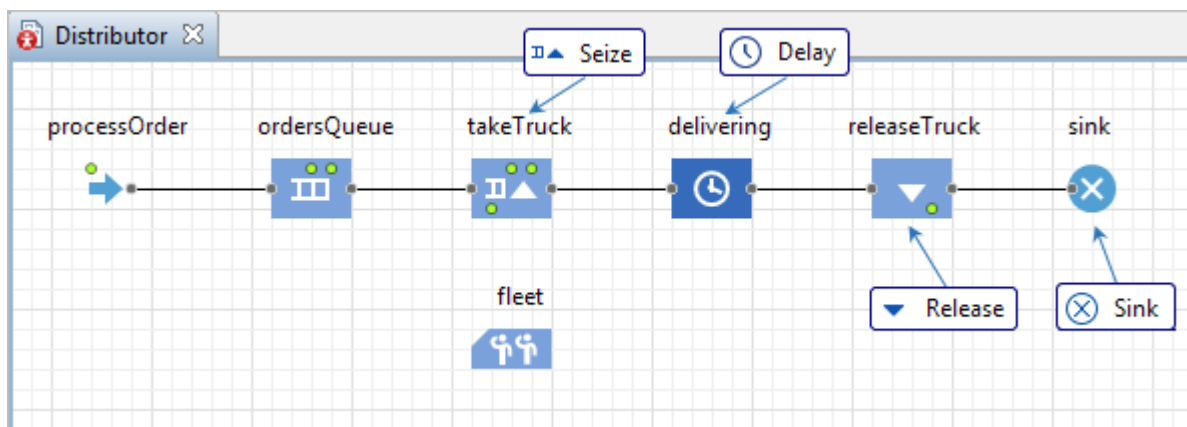 Distributor
Seize
Delay
processOrder
ordersQueue
takeTruck
delivering
releaseTruck
sink
fleet
Release
Sink